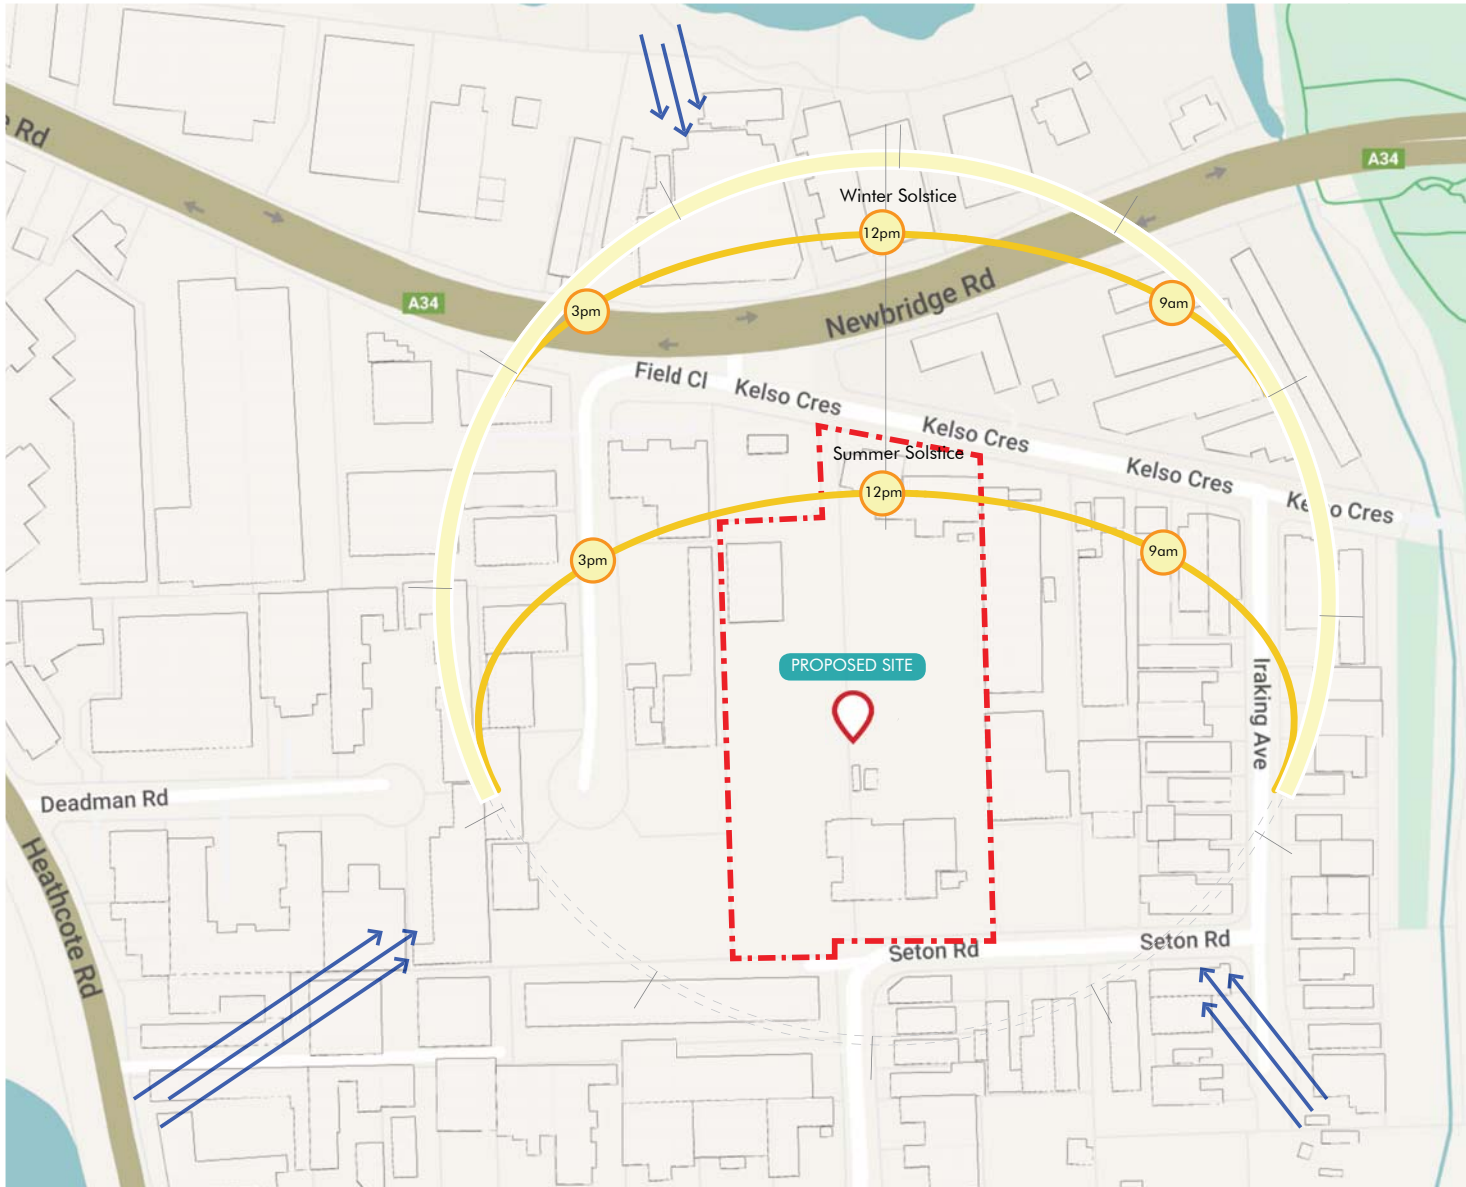 e Rd
A34
Winter Solstice
12pm
3pm
9am
A34
Newbridge Rd
Field Cl
Kelso Cres
Kelso Cres
Summer Solstice
Kelso Cres
12pm
Kelso Cres
3pm
9am
PROPOSED SITE
Iraking Ave
Deadman Rd
Heathcote Rd
Seton Rd
Seton Rd